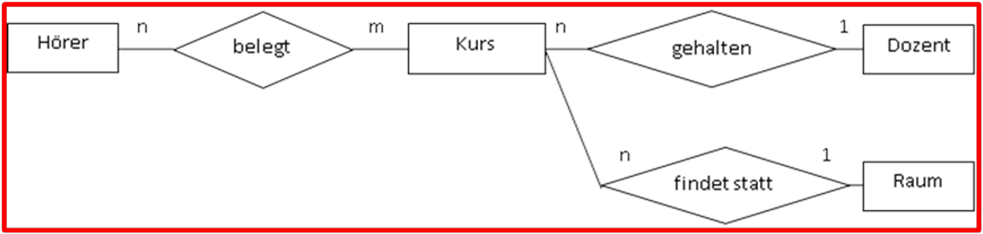 Hörer n belegt m Kurs n gehalten 1 Dozent
n findet statt 1 Raum